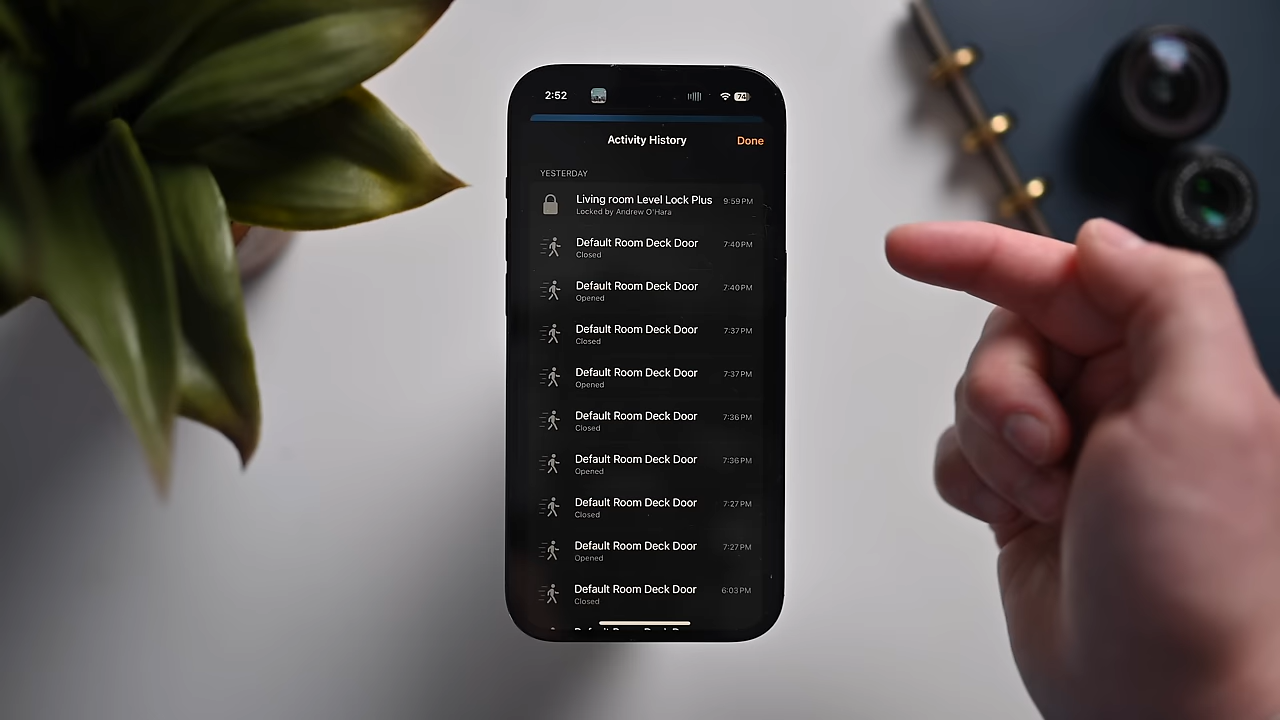 2:52 74
Activity History Done
YESTERDAY
Living room Level Lock Plus 9:59 PM
Locked by Andrew O'Hara
Default Room Deck Door 7:40 PM
Closed
Default Room Deck Door 7:40 PM
Opened
Default Room Deck Door 7:37 PM
Closed
Default Room Deck Door 7:37 PM
Opened
Default Room Deck Door 7:36 PM
Closed
Default Room Deck Door 7:36 PM
Opened
Default Room Deck Door 7:27 PM
Closed
Default Room Deck Door 7:27 PM
Opened
Default Room Deck Door 6:03 PM
Closed